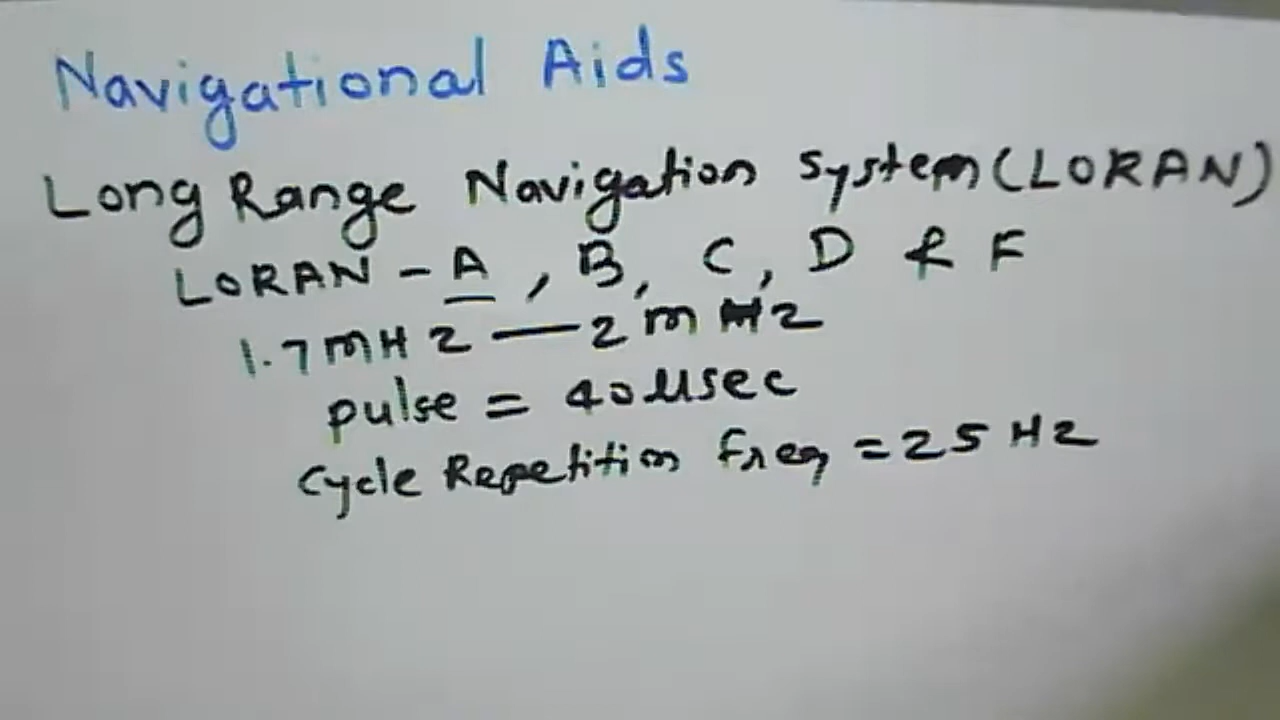 Navigational Aids
Long Range Navigation System (LORAN)
LORAN - A, B, C, D & F
1.7 MHz — 2 MHz
pulse = 40 μsec
Cycle Repetition Freq = 25 Hz